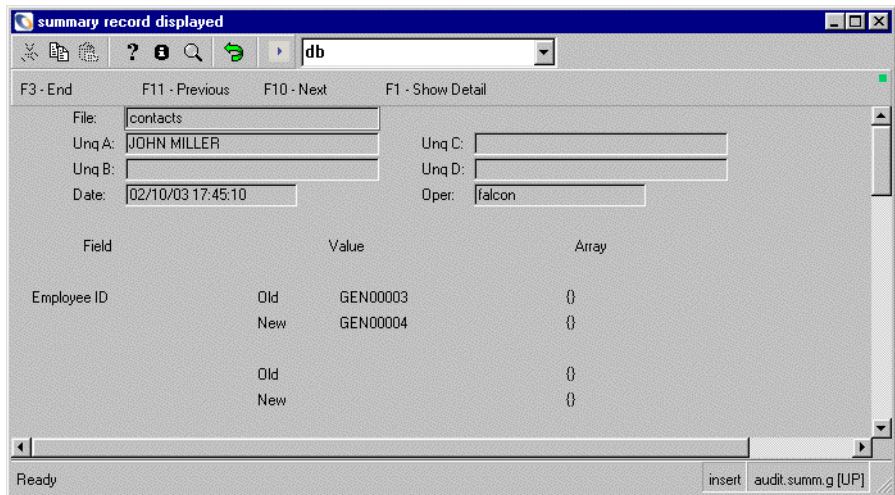 summary record displayed
db
F3 - End F11 - Previous F10 - Next F1 - Show Detail
File: contacts
Unq A: JOHN MILLER Unq C:
Unq B: Unq D:
Date: 02/10/03 17:45:10 Oper: falcon
Field Value Array
Employee ID Old GEN00003 {}
New GEN00004 {}
Old {}
New {}
Ready insert audit.summ.g [UP]